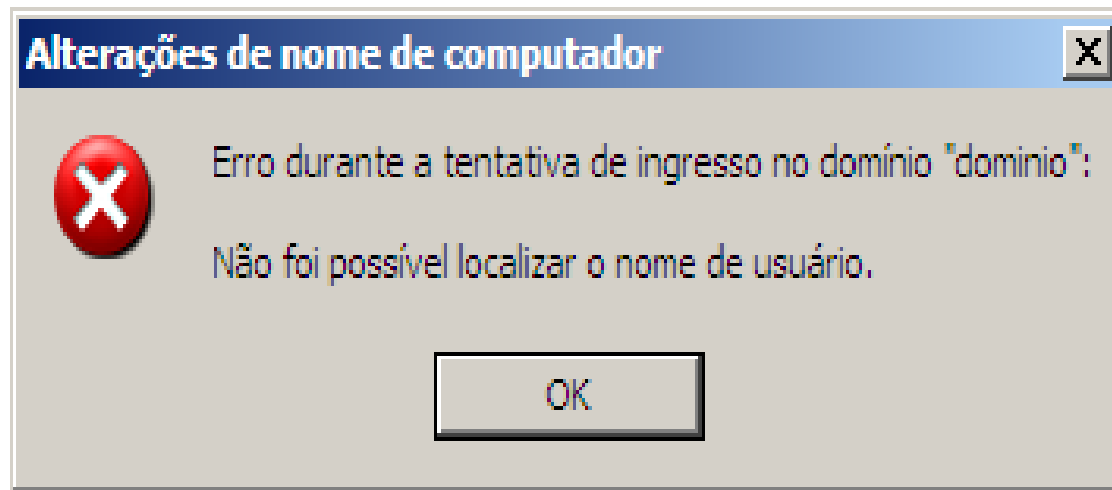 Alterações de nome de computador
Erro durante a tentativa de ingresso no domínio "dominio":
Não foi possível localizar o nome de usuário.
OK